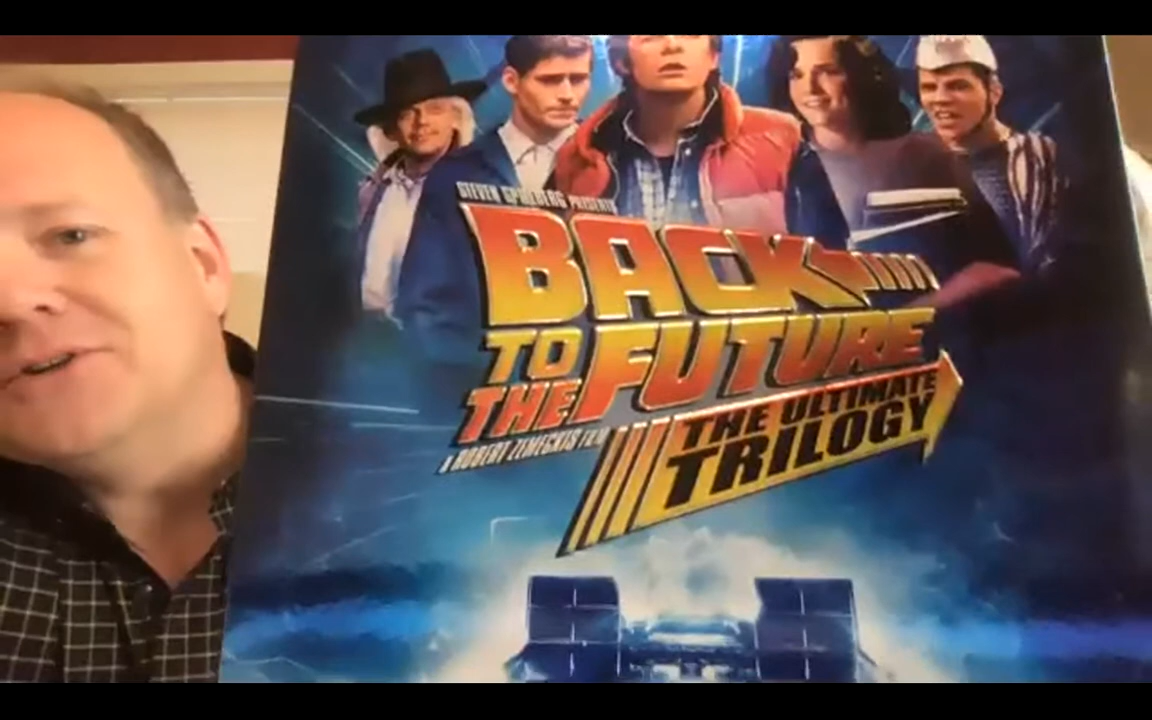 STEVEN SPIELBERG PRESENTS
BACK
TO THE FUTURE
THE ULTIMATE
TRILOGY
A ROBERT ZEMECKIS FILM